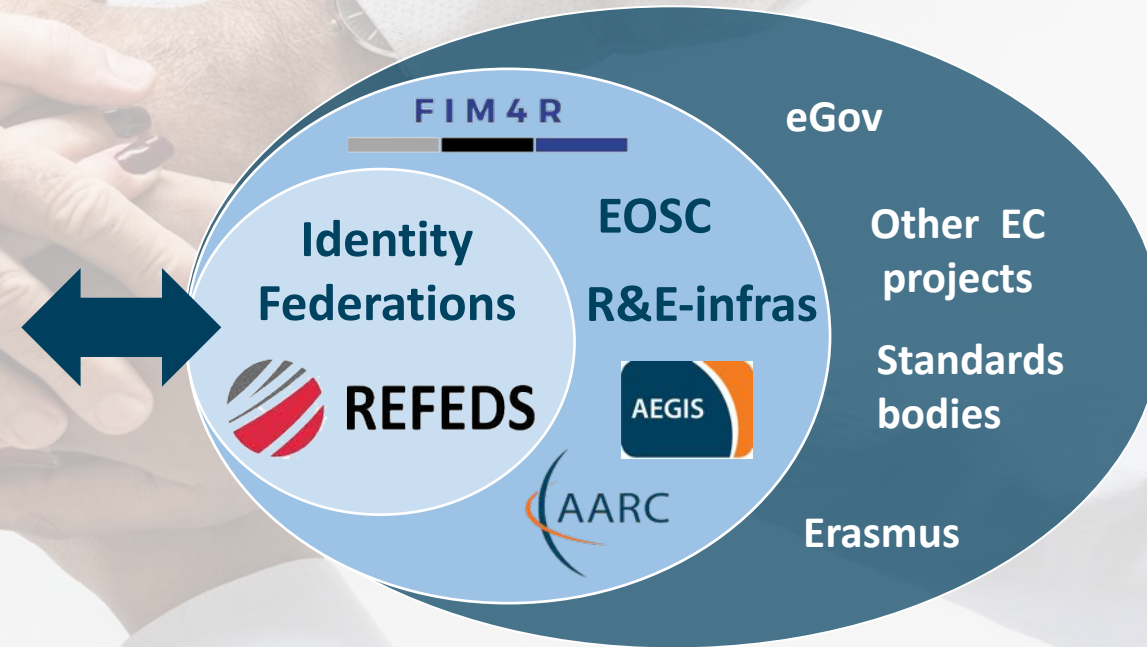 FIM4R
eGov
EOSC
Identity
Federations
R&E-infras
Other EC
projects
REFEDS
AEGIS
Standards
bodies
AARC
Erasmus